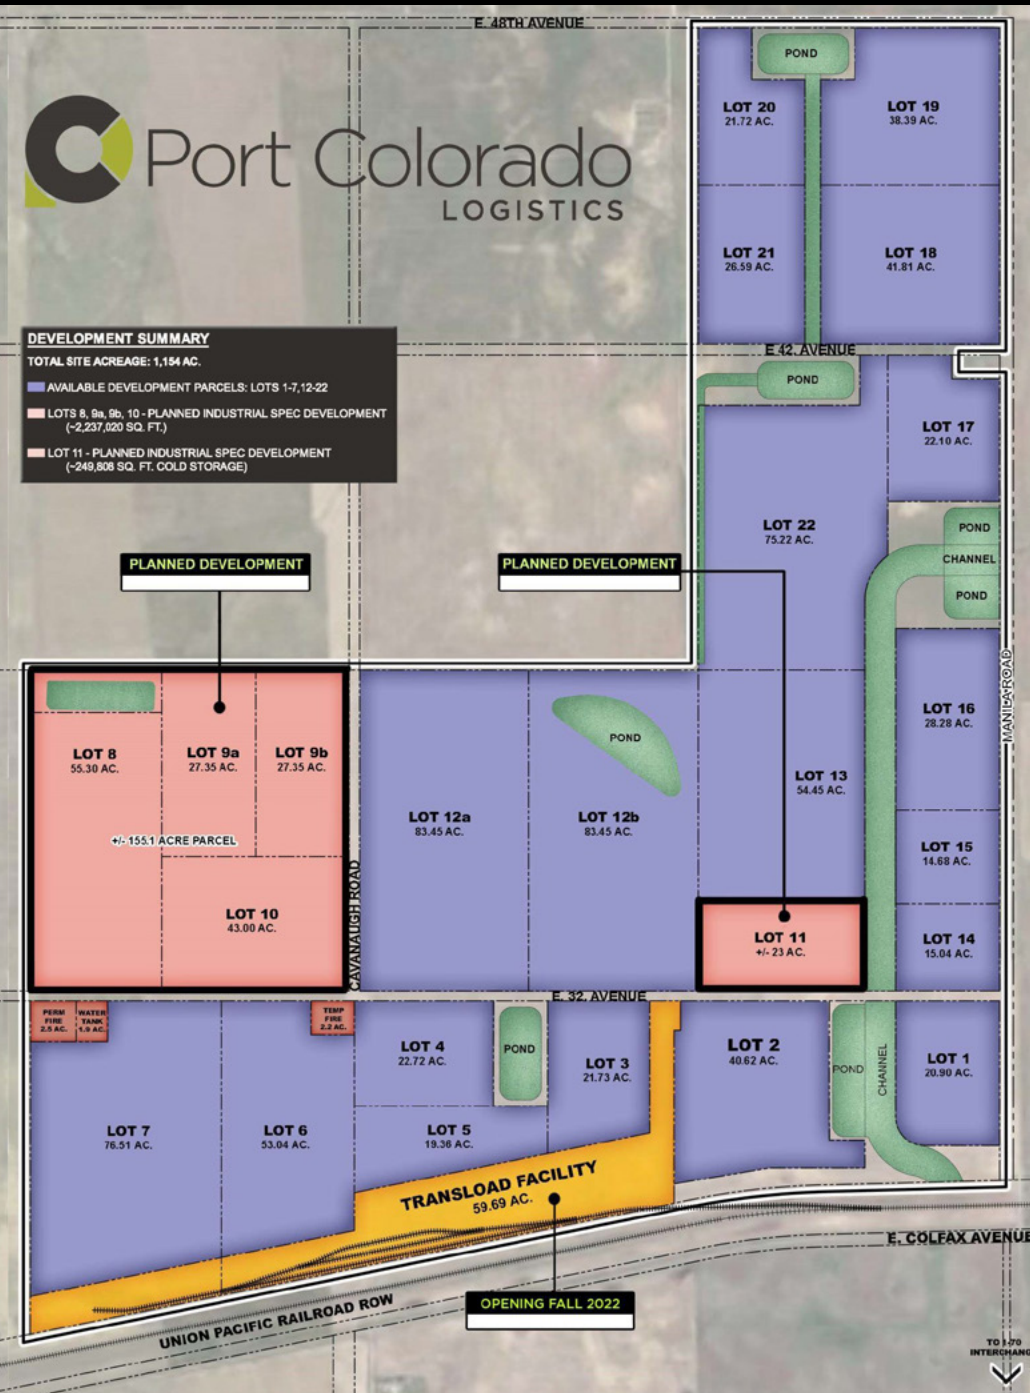 E. 48TH AVENUE
POND
LOT 20
21.72 AC.
LOT 19
38.39 AC.
Port Colorado
LOGISTICS
LOT 21
26.59 AC.
LOT 18
41.81 AC.
DEVELOPMENT SUMMARY
TOTAL SITE ACREAGE: 1,154 AC.
AVAILABLE DEVELOPMENT PARCELS: LOTS 1-7,12-22
LOTS 8, 9a, 9b, 10 - PLANNED INDUSTRIAL SPEC DEVELOPMENT
(~2,237,020 SQ. FT.)
LOT 11 - PLANNED INDUSTRIAL SPEC DEVELOPMENT
(~249,808 SQ. FT. COLD STORAGE)
E 42. AVENUE
POND
LOT 17
22.10 AC.
LOT 22
75.22 AC.
POND
CHANNEL
POND
PLANNED DEVELOPMENT
PLANNED DEVELOPMENT
MANILA ROAD
LOT 16
28.28 AC.
LOT 8
55.30 AC.
LOT 9a
27.35 AC.
LOT 9b
27.35 AC.
POND
LOT 13
54.45 AC.
LOT 12a
83.45 AC.
LOT 12b
83.45 AC.
+/- 155.1 ACRE PARCEL
LOT 15
14.68 AC.
CAVANAUGH ROAD
LOT 10
43.00 AC.
LOT 11
+/- 23 AC.
LOT 14
15.04 AC.
E. 32. AVENUE
PERM
FIRE
2.5 AC.
WATER
TANK
1.9 AC.
TEMP
FIRE
2.2 AC.
LOT 4
22.72 AC.
POND
LOT 3
21.73 AC.
LOT 2
40.62 AC.
POND
CHANNEL
LOT 1
20.90 AC.
LOT 7
76.51 AC.
LOT 6
53.04 AC.
LOT 5
19.36 AC.
TRANSLOAD FACILITY
59.69 AC.
E. COLFAX AVENUE
OPENING FALL 2022
UNION PACIFIC RAILROAD ROW
TO I-70
INTERCHANG